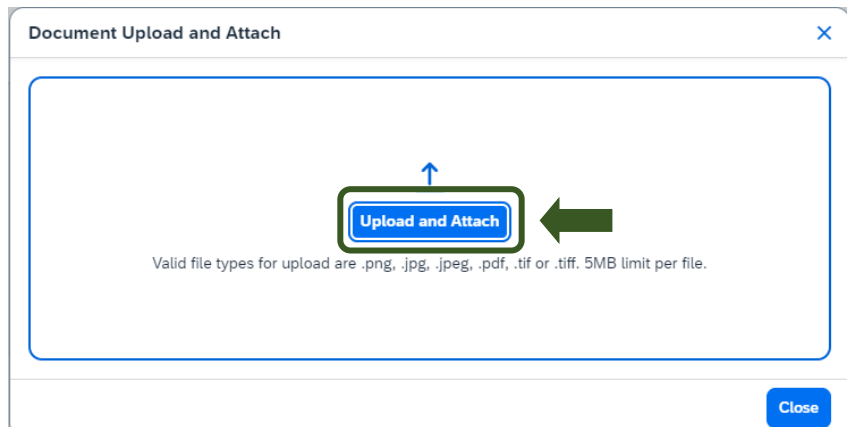 Document Upload and Attach
Upload and Attach
Valid file types for upload are .png, .jpg, .jpeg, .pdf, .tif or .tiff. 5MB limit per file.
Close